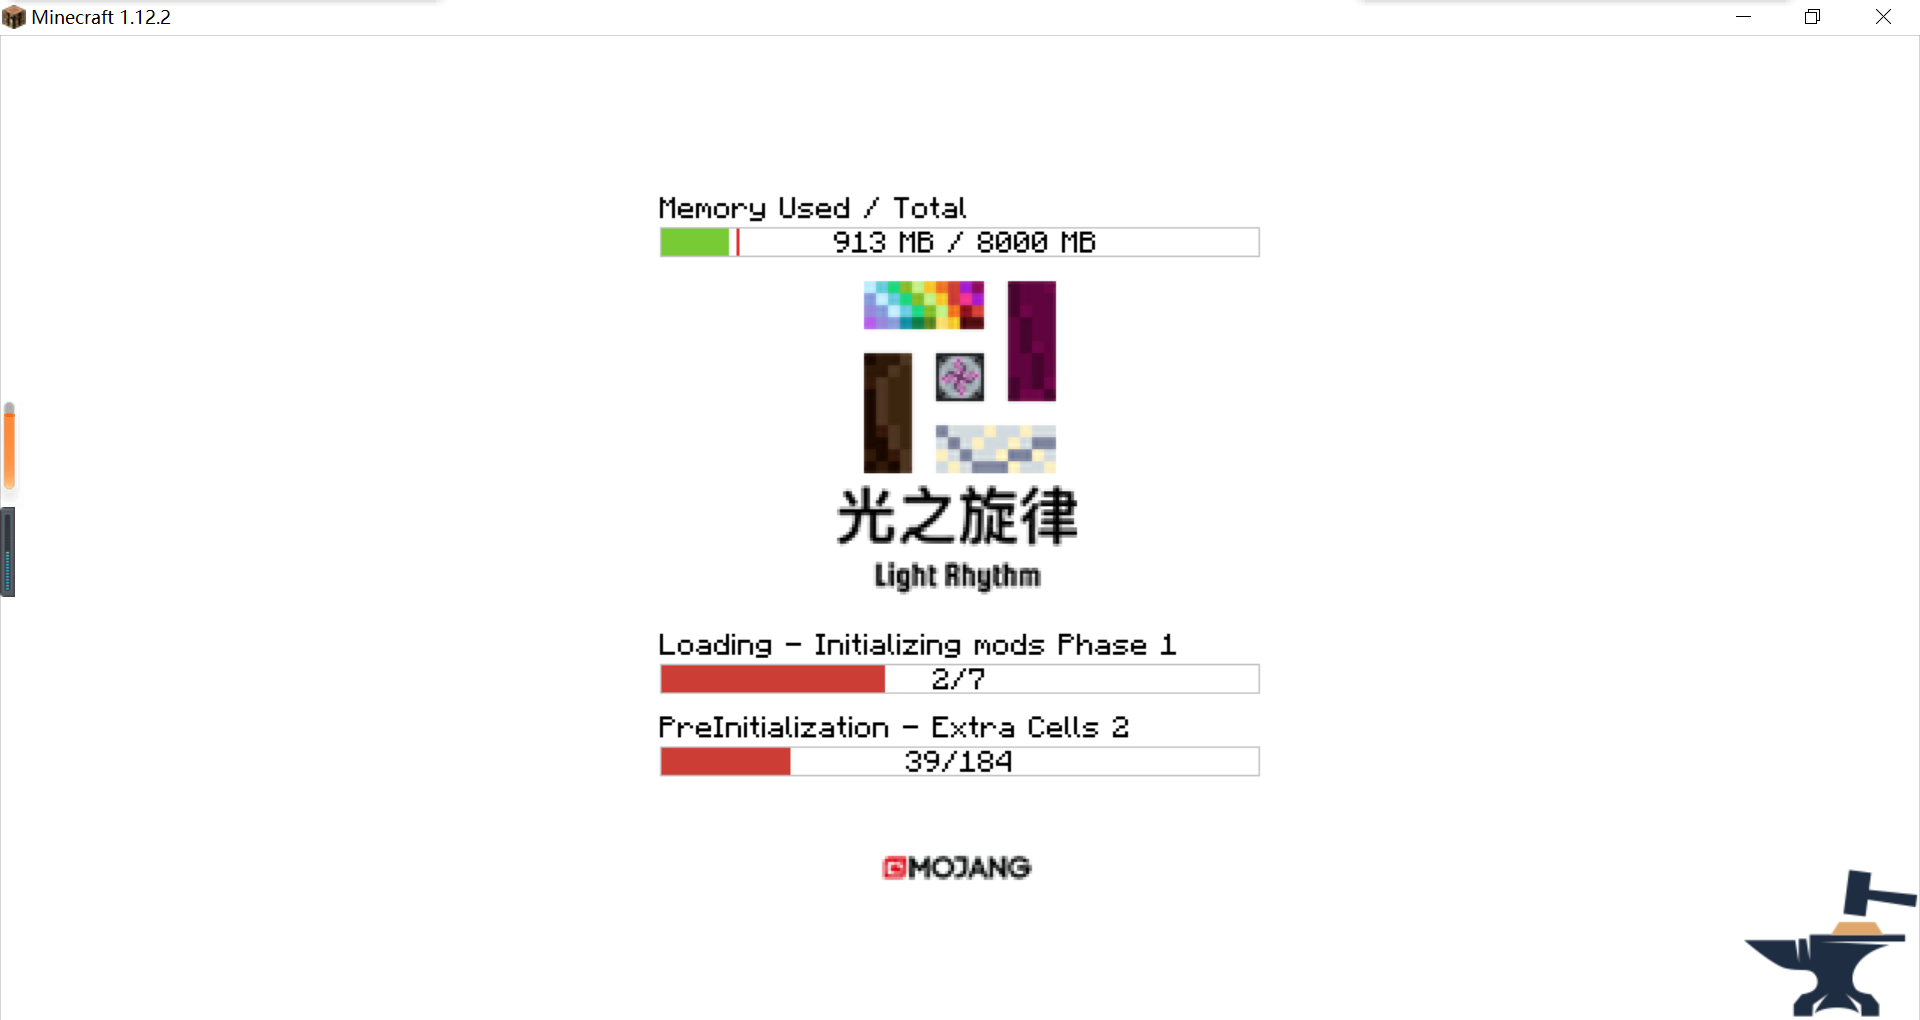 Minecraft 1.12.2
Memory Used / Total
913 MB / 8000 MB
光之旋律
Light Rhythm
Loading - Initializing mods Phase 1
2/7
PreInitialization - Extra Cells 2
39/184
MOJANG